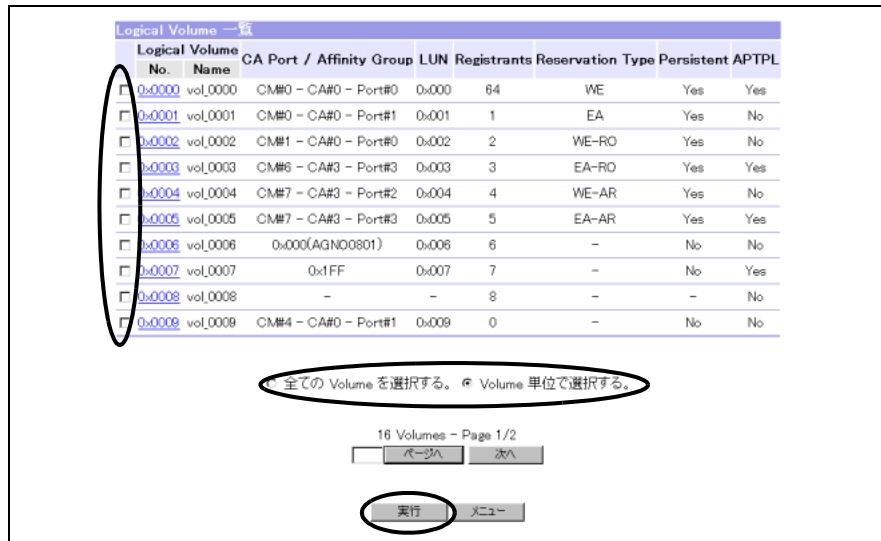 Logical Volume 一覧
Logical Volume CA Port / Affinity Group LUN Registrants Reservation Type Persistent APTPL
No. Name
0x0000 vol_0000 CM#0 - CA#0 - Port#0 0x000 64 WE Yes Yes
0x0001 vol_0001 CM#0 - CA#0 - Port#1 0x001 1 EA Yes No
0x0002 vol_0002 CM#1 - CA#0 - Port#0 0x002 2 WE-RO Yes No
0x0003 vol_0003 CM#6 - CA#3 - Port#3 0x003 3 EA-RO Yes Yes
0x0004 vol_0004 CM#7 - CA#3 - Port#2 0x004 4 WE-AR Yes No
0x0005 vol_0005 CM#7 - CA#3 - Port#3 0x005 5 EA-AR Yes Yes
0x0006 vol_0006 0x000(AGNO0801) 0x006 6 - No No
0x0007 vol_0007 0x1FF 0x007 7 - No Yes
0x0008 vol_0008 - - 8 - - No
0x0009 vol_0009 CM#4 - CA#0 - Port#1 0x009 0 - No No
全ての Volume を選択する。 Volume 単位で選択する。
16 Volumes - Page 1/2
ページへ 次へ
実行 メニュー